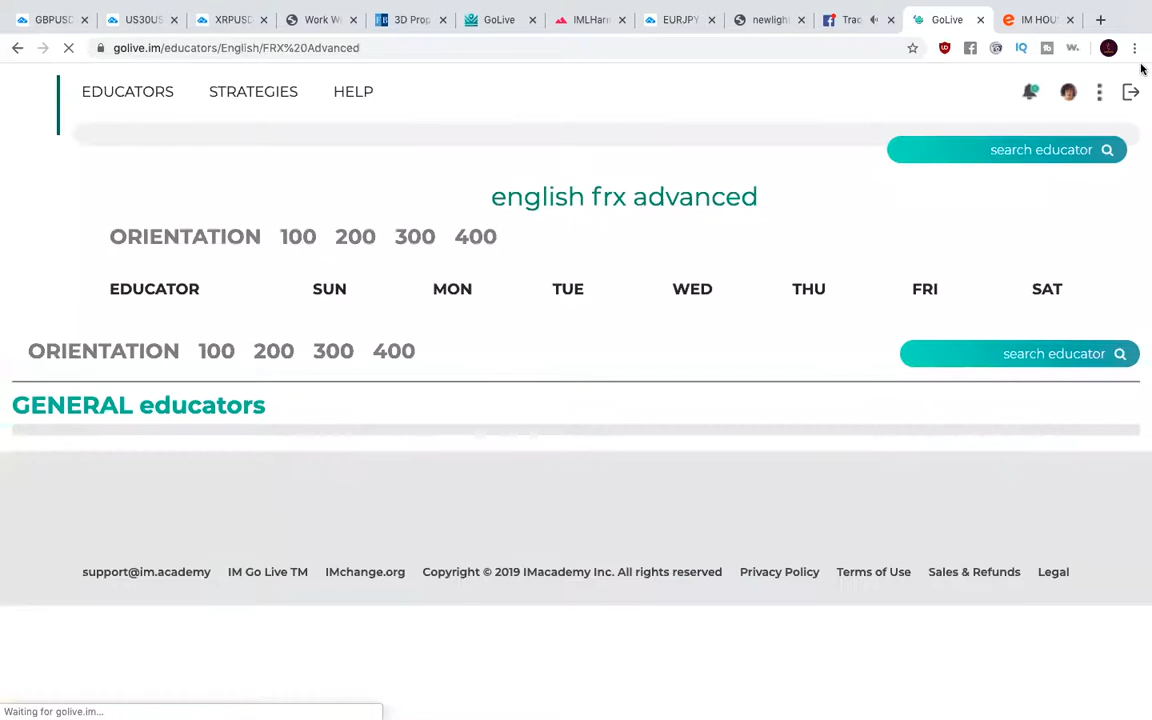 GBPUSD
US30US
XRPUSD
Work W
3D Prop
GoLive
IMLHarm
EURJPY
newligh
Trac
GoLive
IM HOU
golive.im/educators/English/FRX%20Advanced
EDUCATORS STRATEGIES HELP
search educator
english frx advanced
ORIENTATION 100 200 300 400
EDUCATOR SUN MON TUE WED THU FRI SAT
ORIENTATION 100 200 300 400
search educator
GENERAL educators
support@im.academy IM Go Live TM IMchange.org Copyright © 2019 IMacademy Inc. All rights reserved Privacy Policy Terms of Use Sales & Refunds Legal
Waiting for golive.im...